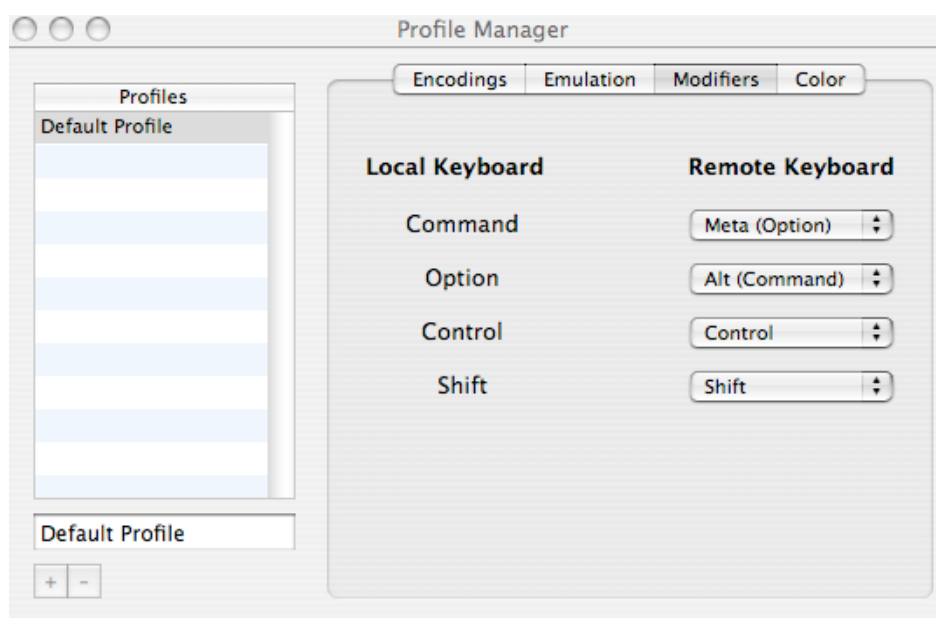 Profile Manager
Encodings Emulation Modifiers Color
Profiles
Default Profile
Local Keyboard Remote Keyboard
Command Meta (Option)
Option Alt (Command)
Control Control
Shift Shift
Default Profile
+ -